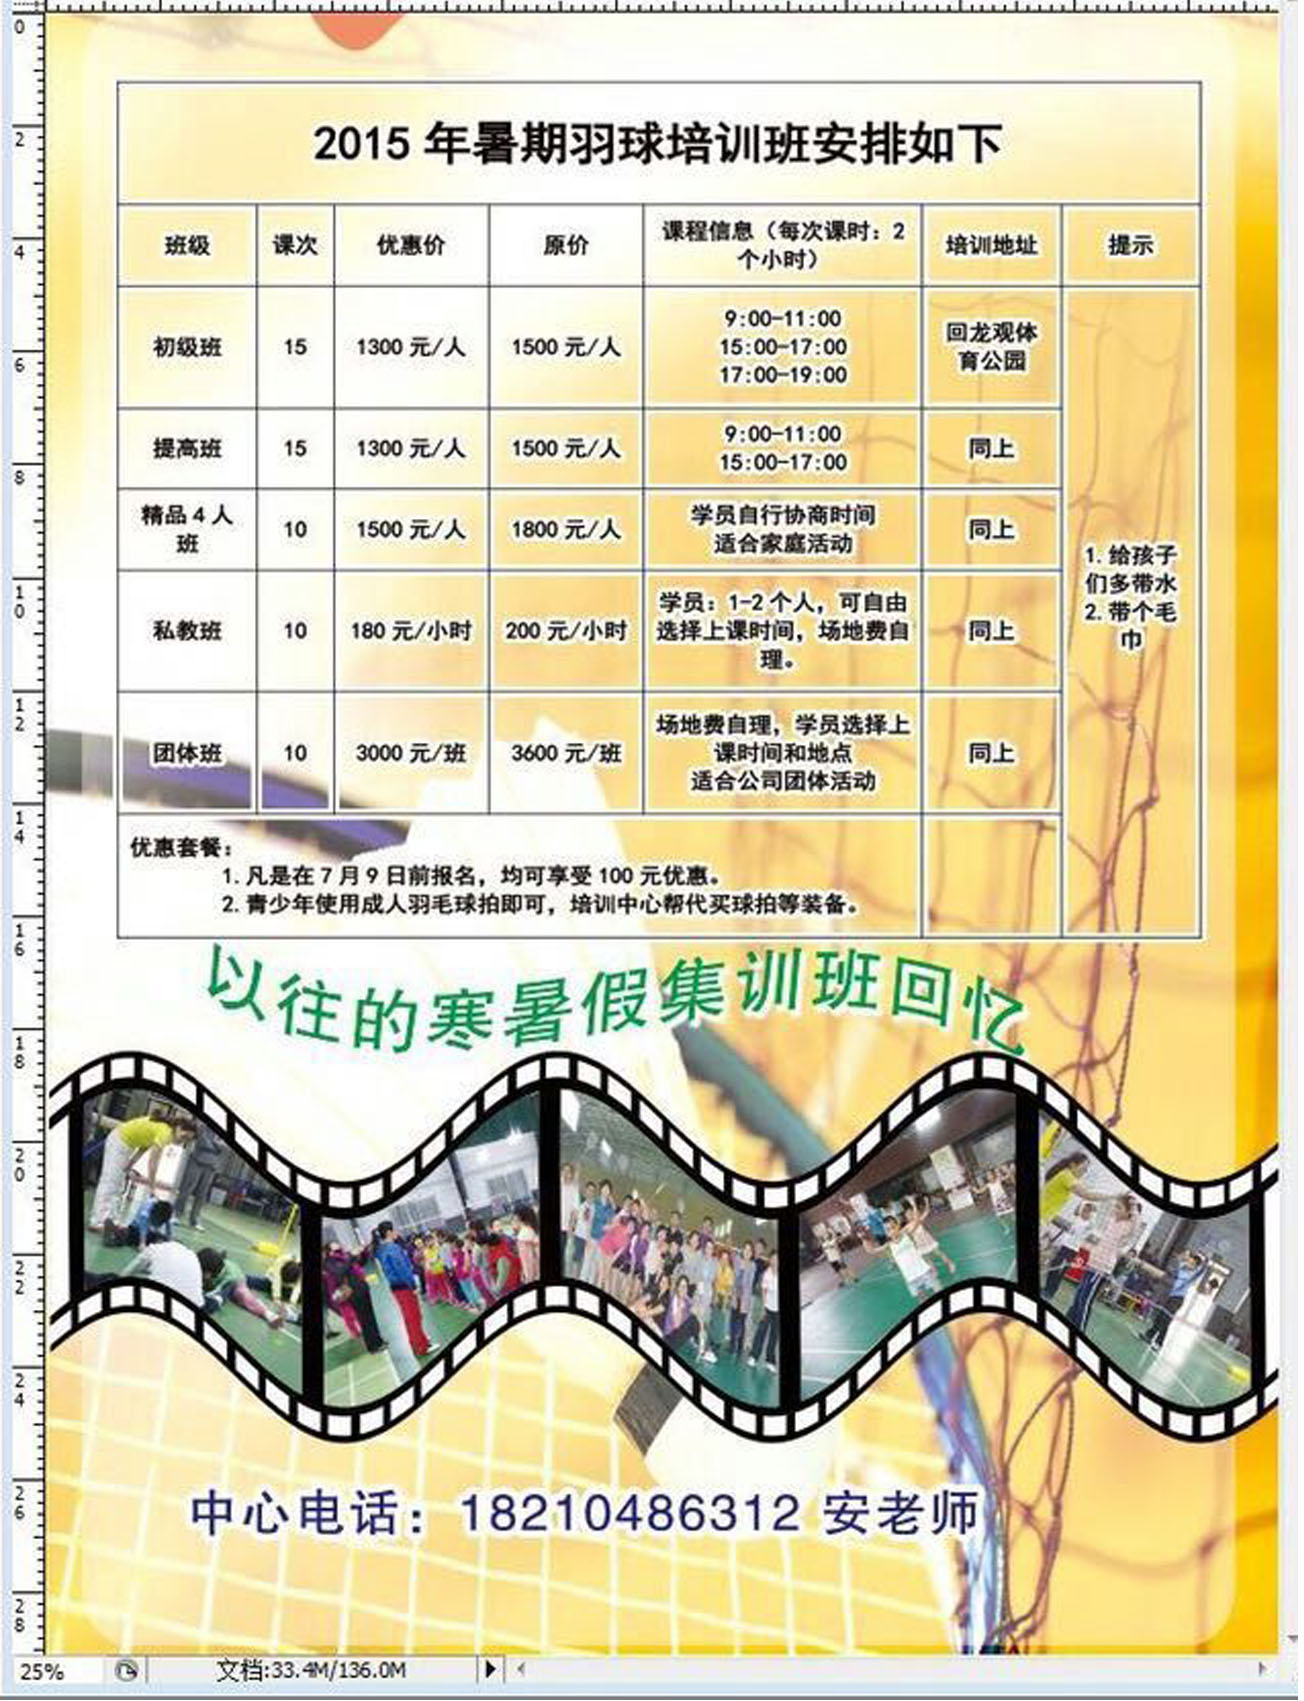 2015 年暑期羽球培训班安排如下
班级 课次 优惠价 原价 课程信息（每次课时：2个小时） 培训地址 提示
初级班 15 1300 元/人 1500 元/人 9:00-11:00 15:00-17:00 17:00-19:00 回龙观体育公园
提高班 15 1300 元/人 1500 元/人 9:00-11:00 15:00-17:00 同上
精品 4 人班 10 1500 元/人 1800 元/人 学员自行协商时间 适合家庭活动 同上
1. 给孩子们多带水
2. 带个毛巾
私教班 10 180 元/小时 200 元/小时 学员：1-2 个人，可自由选择上课时间，场地费自理。 同上
团体班 10 3000 元/班 3600 元/班 场地费自理，学员选择上课时间和地点 适合公司团体活动 同上
优惠套餐：
1. 凡是在 7 月 9 日前报名，均可享受 100 元优惠。
2. 青少年使用成人羽毛球拍即可，培训中心帮代买球拍等装备。
以往的寒暑假集训班回忆
中心电话：18210486312 安老师
25% 文档:33.4M/136.0M